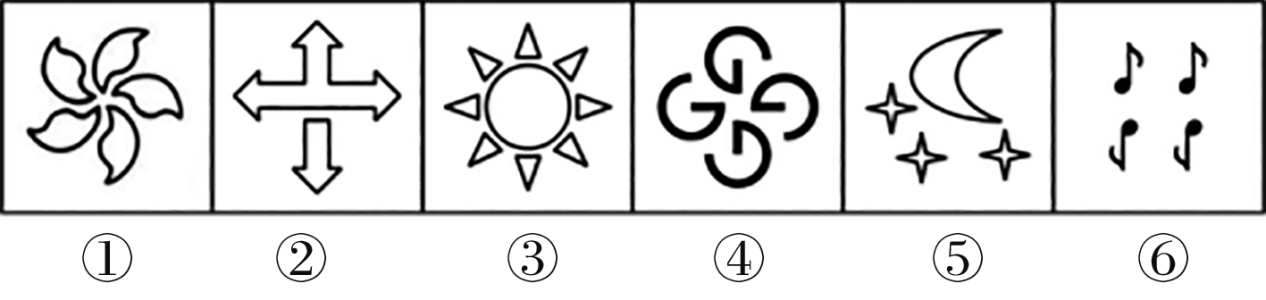 ① ② ③ ④ ⑤ ⑥